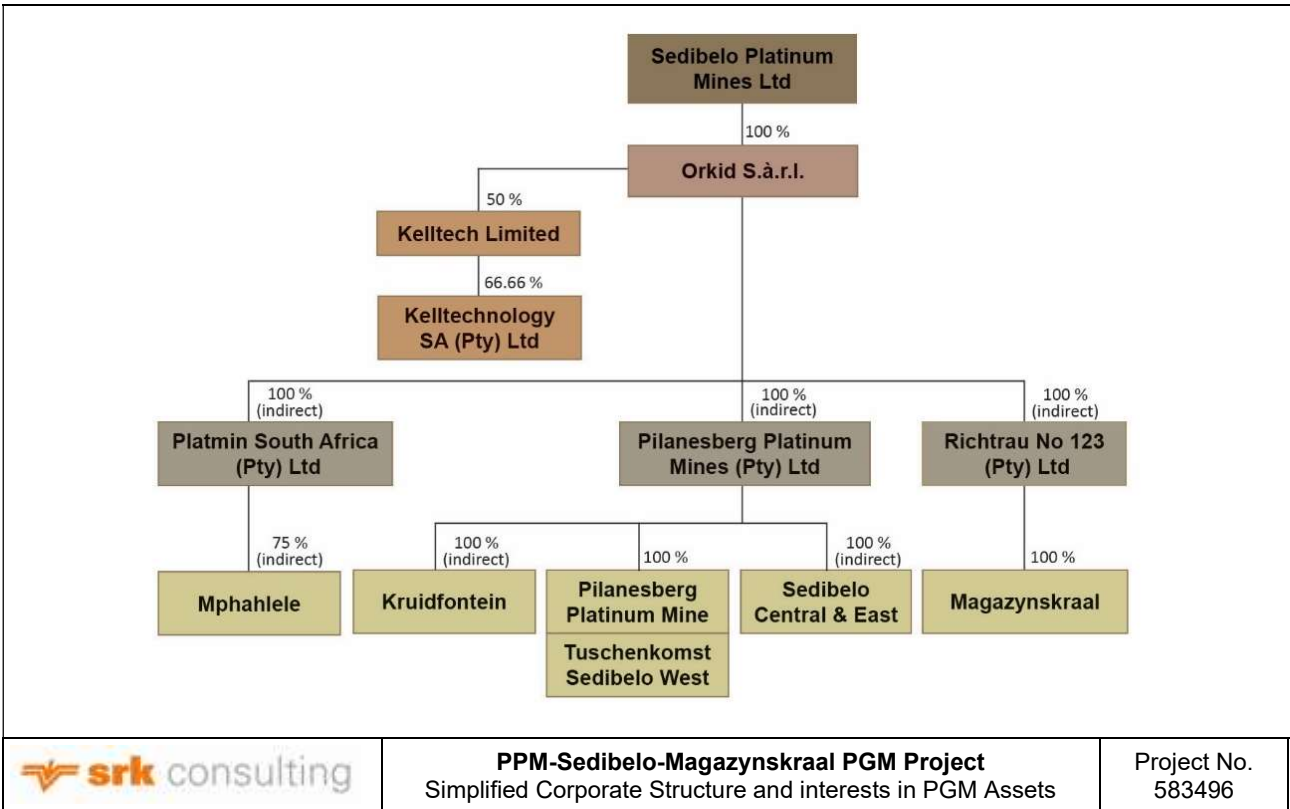 Sedibelo Platinum
Mines Ltd
100 %
Orkid S.à.r.l.
50 %
Kelltech Limited
66.66 %
Kelltechnology
SA (Pty) Ltd
100 %
(indirect)
100 %
(indirect)
100 %
(indirect)
Platmin South Africa
(Pty) Ltd
Pilanesberg Platinum
Mines (Pty) Ltd
Richtrau No 123
(Pty) Ltd
75 %
(indirect)
100 %
(indirect)
100 %
100 %
(indirect)
100 %
Mphahlele
Kruidfontein
Pilanesberg
Platinum Mine
Sedibelo
Central & East
Magazynskraal
Tuschenkomst
Sedibelo West
srk consulting
PPM-Sedibelo-Magazynskraal PGM Project
Simplified Corporate Structure and interests in PGM Assets
Project No.
583496